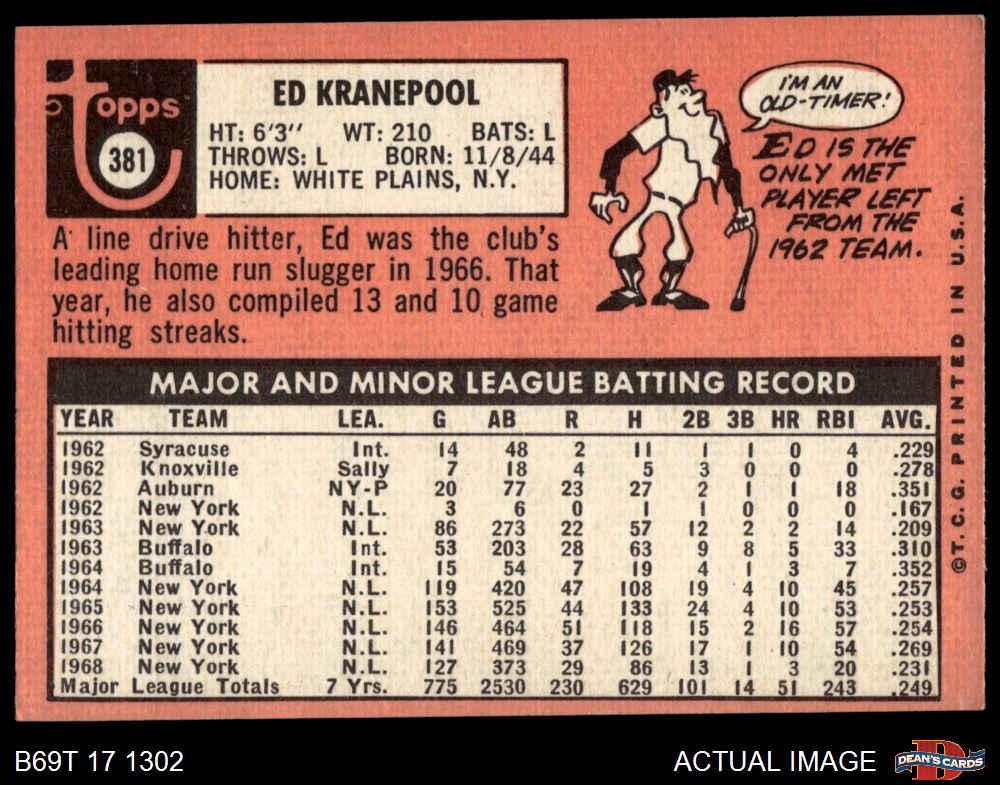 topps
381
ED KRANEPOOL
HT: 6'3" WT: 210 BATS: L
THROWS: L BORN: 11/8/44
HOME: WHITE PLAINS, N.Y.
A line drive hitter, Ed was the club's
leading home run slugger in 1966. That
year, he also compiled 13 and 10 game
hitting streaks.
I'M AN
OLD-TIMER!
ED IS THE
ONLY MET
PLAYER LEFT
FROM THE
1962 TEAM.
MAJOR AND MINOR LEAGUE BATTING RECORD
YEAR TEAM LEA. G AB R H 2B 3B HR RBI AVG.
1962 Syracuse Int. 14 48 2 11 1 1 0 4 .229
1962 Knoxville Sally 7 18 4 5 3 0 0 0 .278
1962 Auburn NY-P 20 77 23 27 2 1 1 18 .351
1962 New York N.L. 3 6 0 1 1 0 0 0 .167
1963 New York N.L. 86 273 22 57 12 2 2 14 .209
1963 Buffalo Int. 53 203 28 63 9 8 5 33 .310
1964 Buffalo Int. 15 54 7 19 4 1 3 7 .352
1964 New York N.L. 119 420 47 108 19 4 10 45 .257
1965 New York N.L. 153 525 44 133 24 4 10 53 .253
1966 New York N.L. 146 464 51 118 15 2 16 57 .254
1967 New York N.L. 141 469 37 126 17 1 10 54 .269
1968 New York N.L. 127 373 29 86 13 1 3 20 .231
Major League Totals 7 Yrs. 775 2530 230 629 101 14 51 243 .249
©T.C.G. PRINTED IN U.S.A.
B69T 17 1302
ACTUAL IMAGE
DEAN'S CARDS